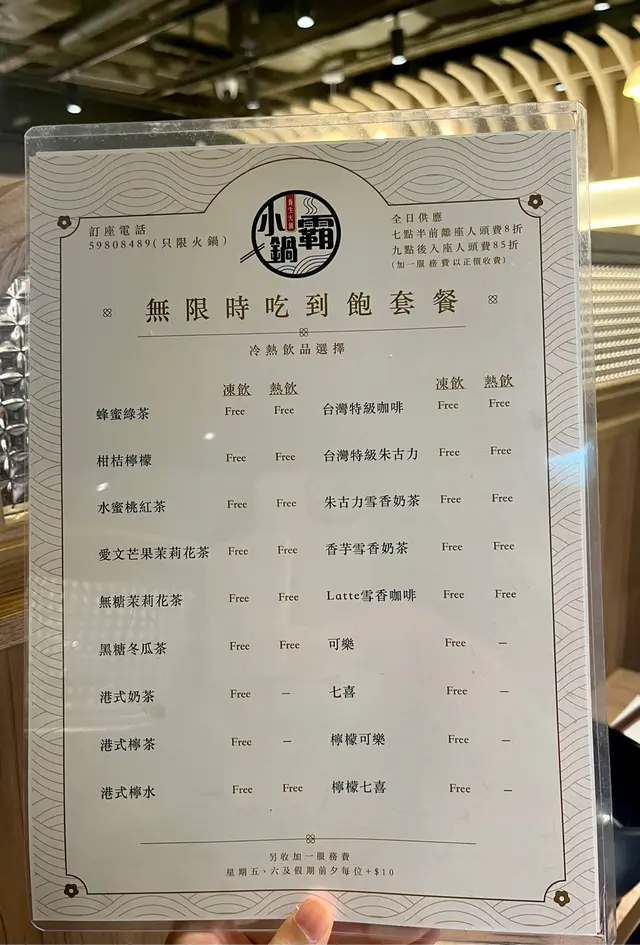 訂座電話
59808489(只限火鍋)
小霸鍋
養生火鍋
全日供應
七點半前離座人頭費8折
九點後入座人頭費85折
(加一服務費以正價收費)
無限時吃到飽套餐
冷熱飲品選擇
凍飲 熱飲 凍飲 熱飲
蜂蜜綠茶 Free Free 台灣特級咖啡 Free Free
柑桔檸檬 Free Free 台灣特級朱古力 Free Free
水蜜桃紅茶 Free Free 朱古力雪香奶茶 Free Free
愛文芒果茉莉花茶 Free Free 香芋雪香奶茶 Free Free
無糖茉莉花茶 Free Free Latte雪香咖啡 Free Free
黑糖冬瓜茶 Free Free 可樂 Free –
港式奶茶 Free – 七喜 Free –
港式檸茶 Free – 檸檬可樂 Free –
港式檸水 Free Free 檸檬七喜 Free –
另收加一服務費
星期五、六及假期前夕每位+$10